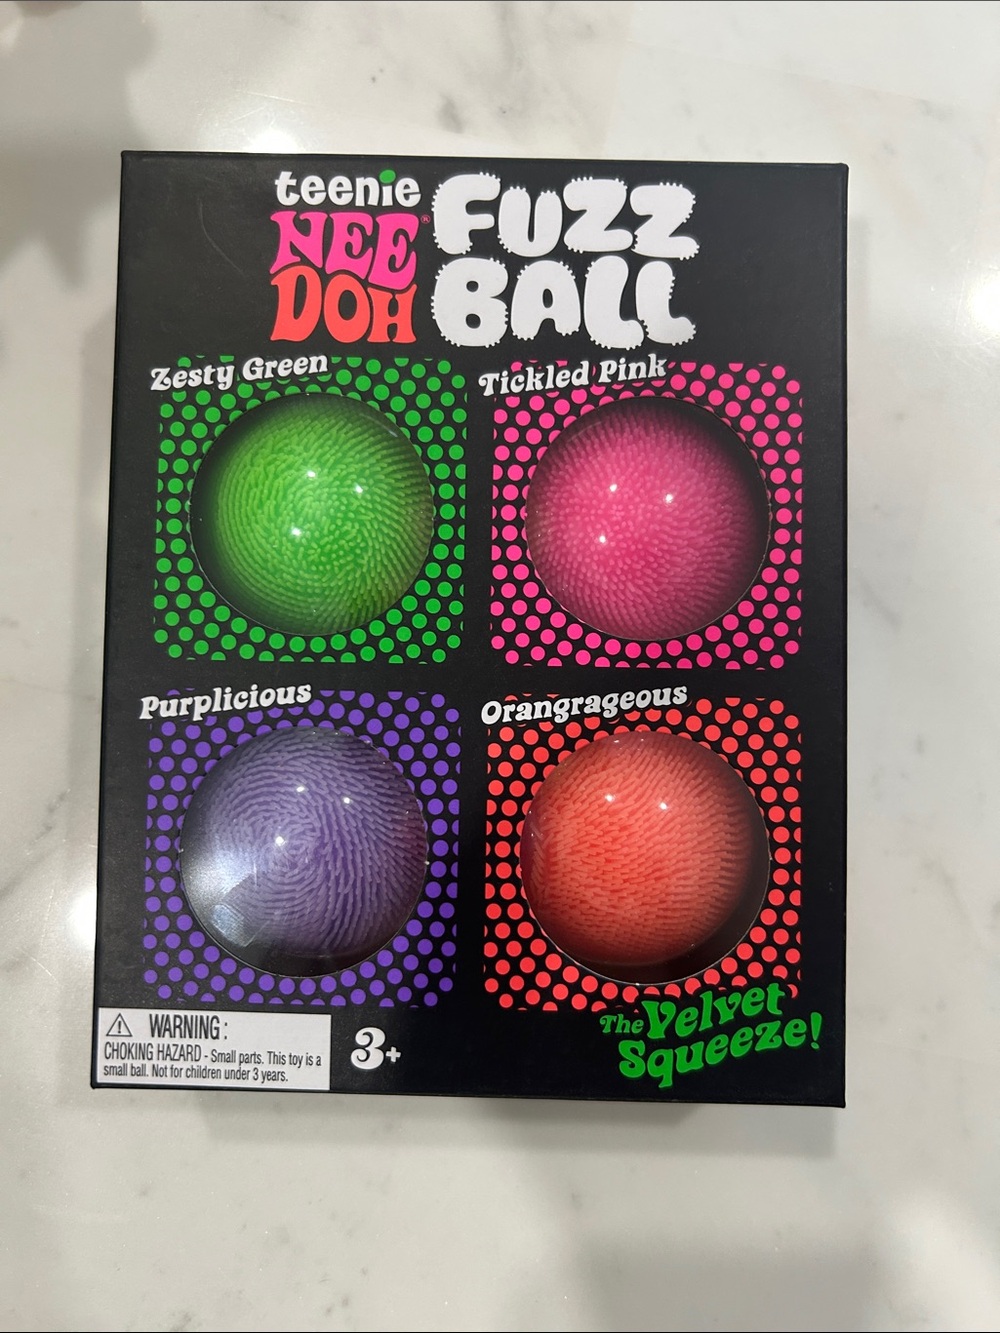 teenie
NEE
DOH®
FUZZ
BALL
Zesty Green
Tickled Pink
Purplicious
Orangrageous
The Velvet
Squeeze!
WARNING:
CHOKING HAZARD - Small parts. This toy is a
small ball. Not for children under 3 years.
3+